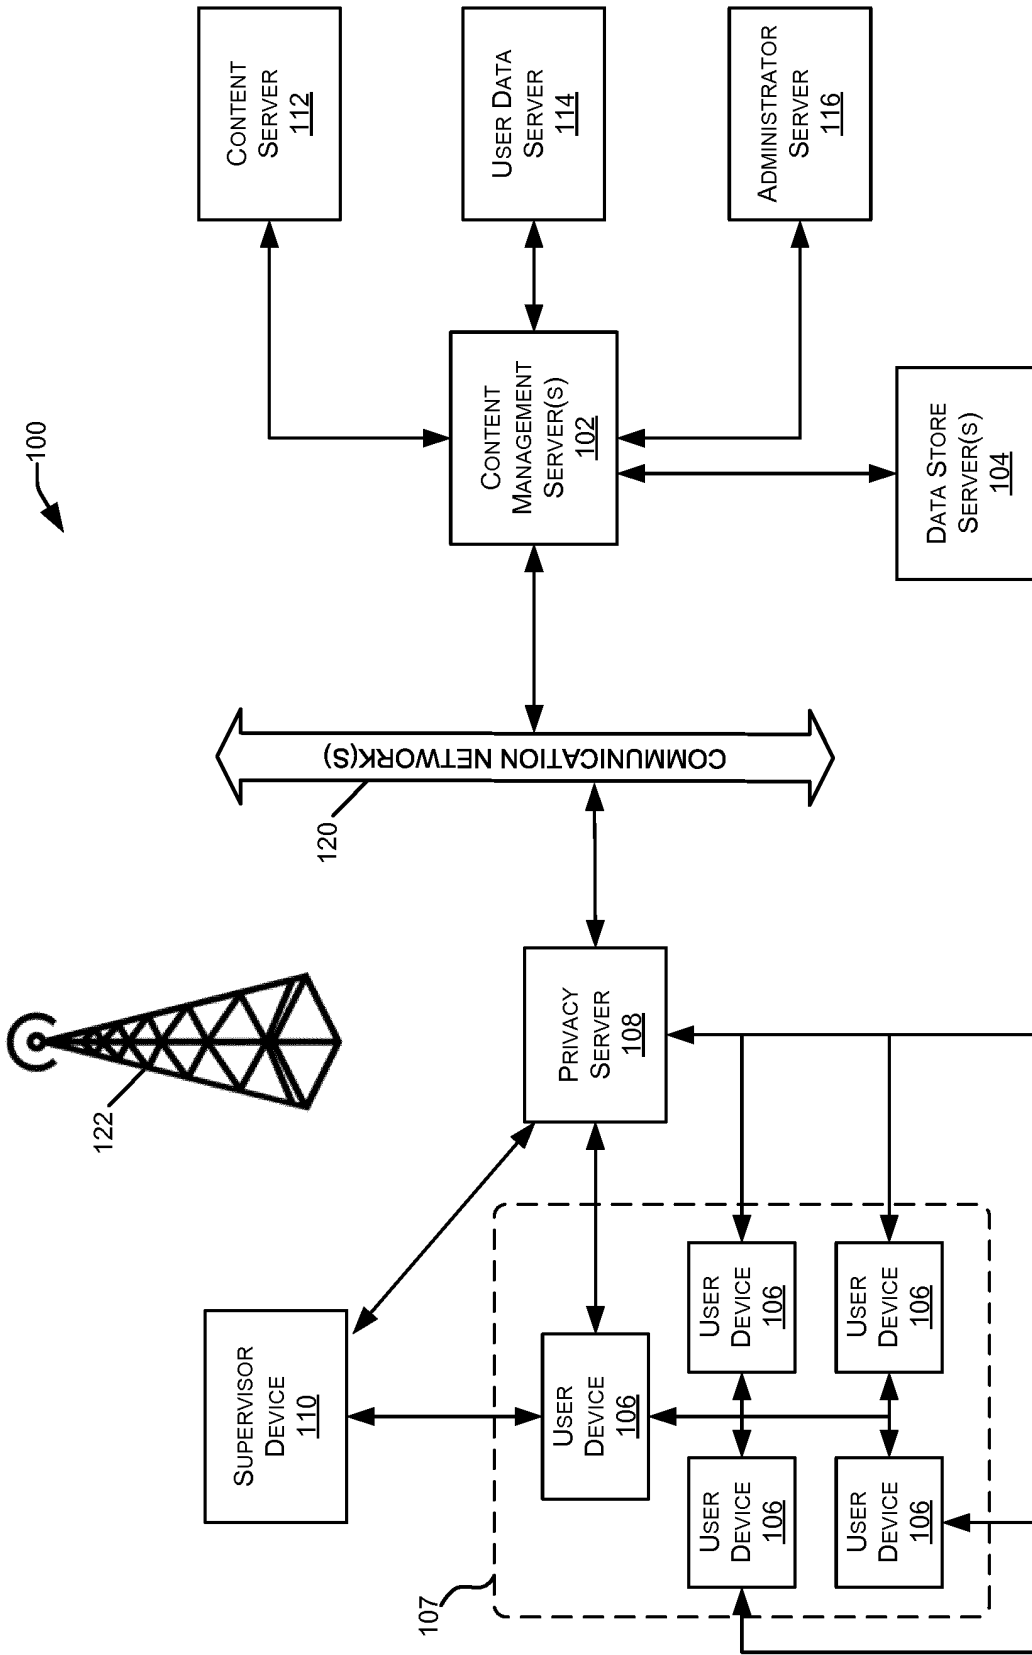 100
122
CONTENT
SERVER
112
USER DATA
SERVER
114
ADMINISTRATOR
SERVER
116
CONTENT
MANAGEMENT
SERVER(S)
102
DATA STORE
SERVER(S)
104
COMMUNICATION NETWORK(S)
120
PRIVACY
SERVER
108
SUPERVISOR
DEVICE
110
107
USER
DEVICE
106
USER
DEVICE
106
USER
DEVICE
106
USER
DEVICE
106
USER
DEVICE
106